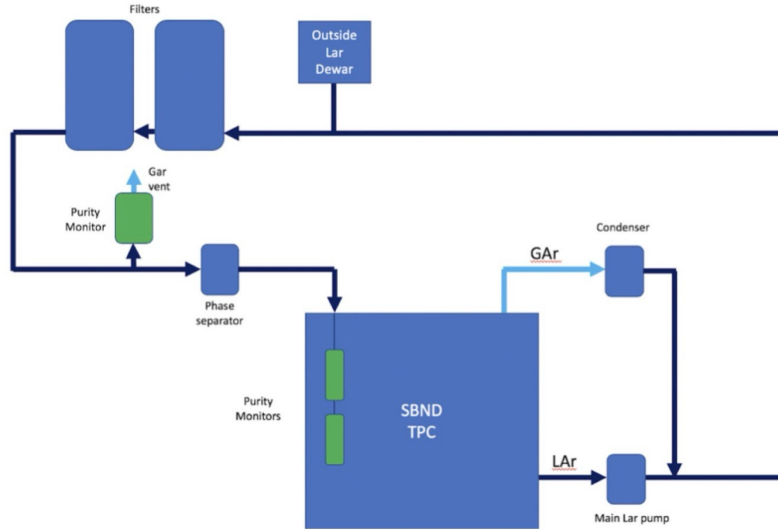 Filters
Outside
Lar
Dewar
Gar
vent
Purity
Monitor
Phase
separator
Condenser
GAr
Purity
Monitors
SBND
TPC
LAr
Main Lar pump